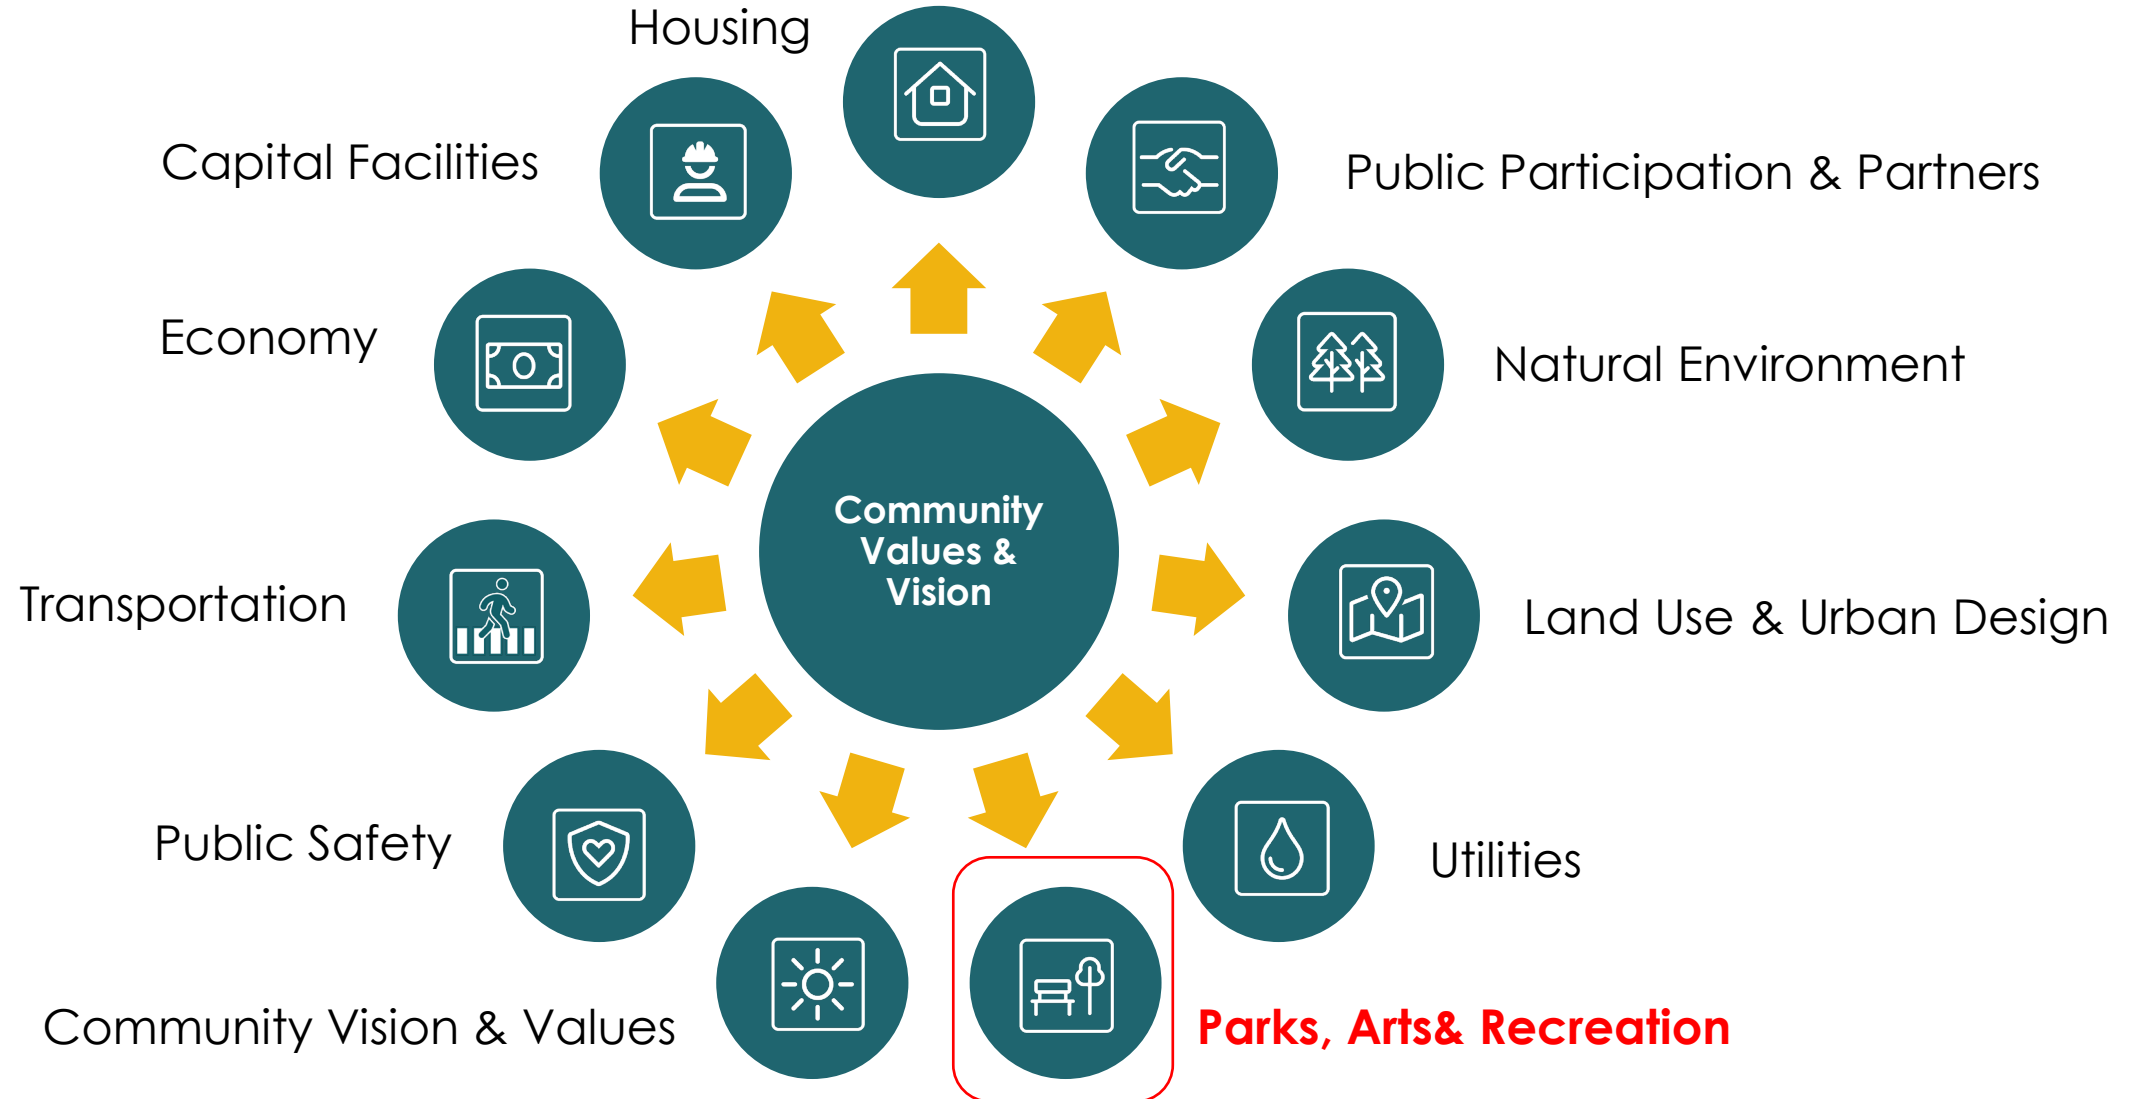 Housing
Capital Facilities
Public Participation & Partners
Economy
Natural Environment
Community
Values &
Vision
Transportation
Land Use & Urban Design
Public Safety
Utilities
Community Vision & Values
Parks, Arts& Recreation